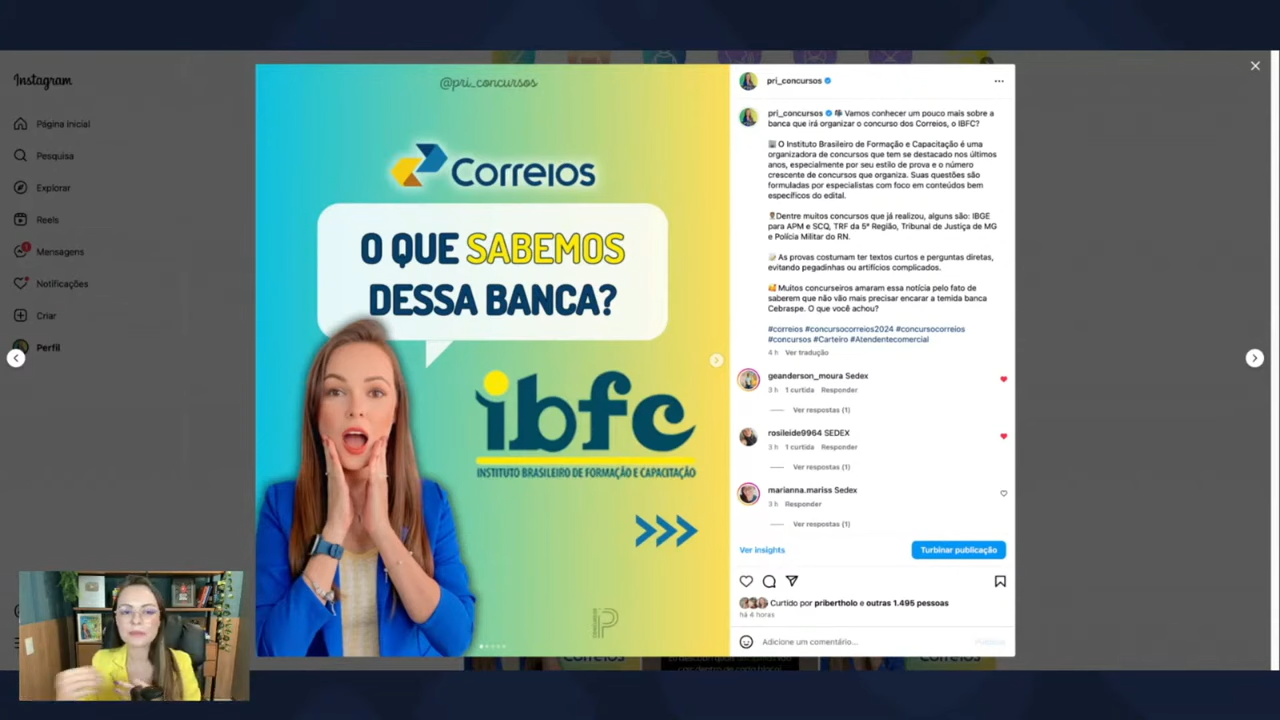 Instagram
Página Inicial
Pesquisa
Explorar
Reels
1
Mensagens
Notificações
Criar
Perfil
@pri_concursos
Correios
O QUE SABEMOS
DESSA BANCA?
ibfc
INSTITUTO BRASILEIRO DE FORMAÇÃO E CAPACITAÇÃO
pri_concursos
pri_concursos Vamos conhecer um pouco mais sobre a
banca que irá organizar o concurso dos Correios, o IBFC?
O Instituto Brasileiro de Formação e Capacitação é uma
organizadora de concursos que tem se destacado nos últimos
anos, especialmente por seu estilo de prova e o número
crescente de concursos que organiza. Suas questões são
formuladas por especialistas com foco em conteúdos bem
específicos do edital.
Dentre muitos concursos que já realizou, alguns são: IBGE
para APM e SCQ, TRF da 5ª Região, Tribunal de Justiça de MG
e Polícia Militar do RN.
As provas costumam ter textos curtos e perguntas diretas,
evitando pegadinhas ou artifícios complicados.
Muitos concurseiros amaram essa notícia pelo fato de
saberem que não vão mais precisar encarar a temida banca
Cebraspe. O que você achou?
#correios #concursocorreios2024 #concursocorreios
#concursos #Carteiro #Atendentecomercial
4 h Ver tradução
geanderson_moura Sedex
3 h 1 curtida Responder
Ver respostas (1)
rosileide9964 SEDEX
3 h 1 curtida Responder
Ver respostas (1)
marianna.mariss Sedex
3 h Responder
Ver respostas (1)
Ver insights
Turbinar publicação
Curtido por pribertholo e outras 1.495 pessoas
há 4 horas
Adicione um comentário...
Publicar